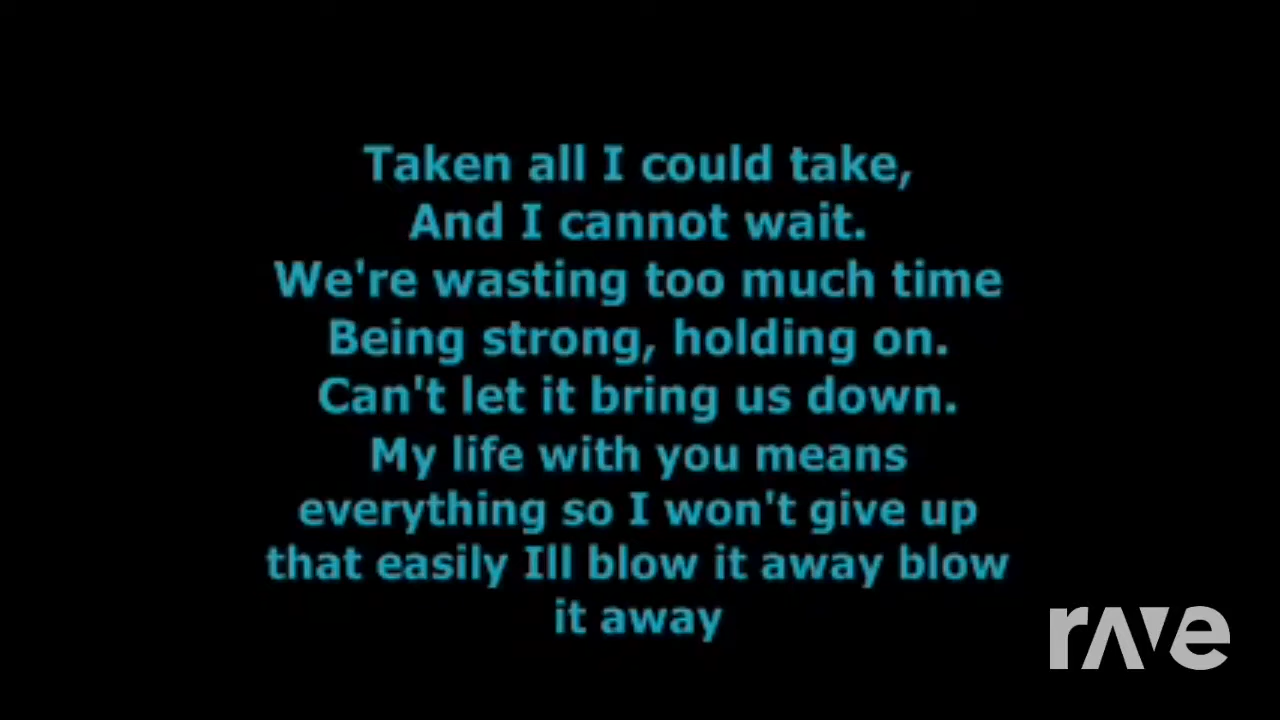 Taken all I could take,
And I cannot wait.
We're wasting too much time
Being strong, holding on.
Can't let it bring us down.
My life with you means
everything so I won't give up
that easily Ill blow it away blow
it away
rave